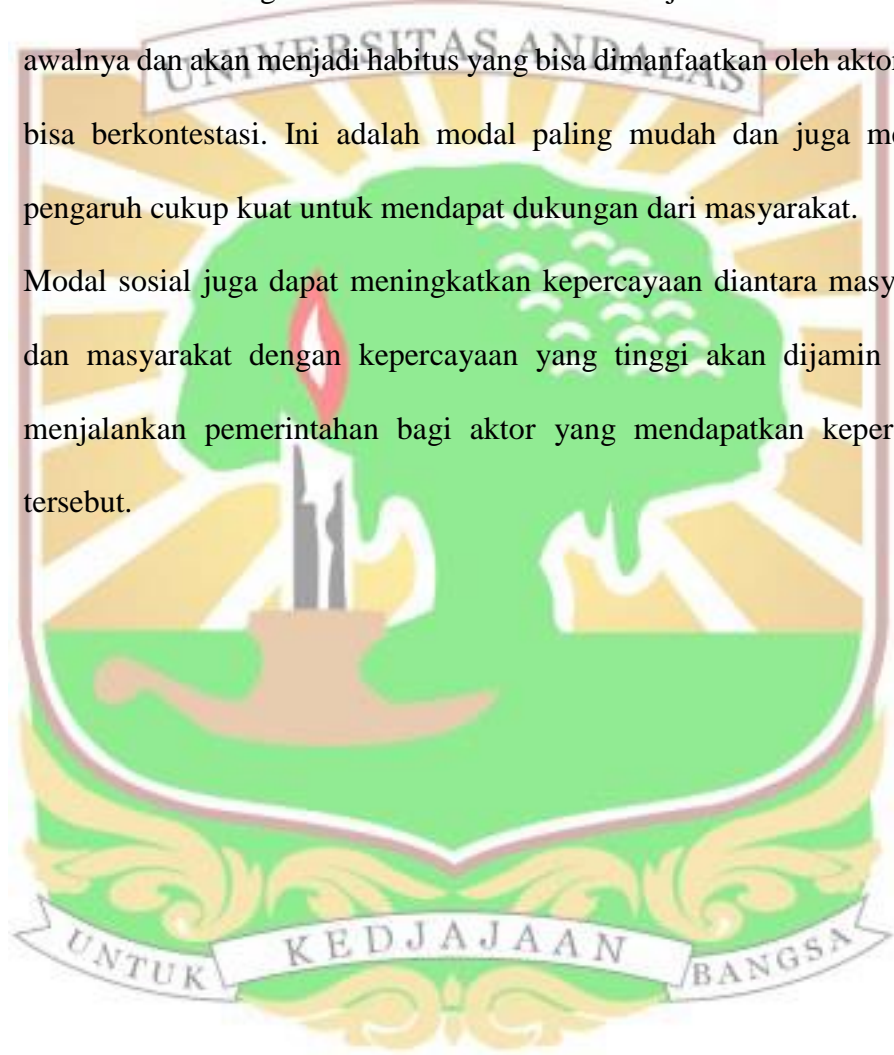 UNIVERSITAS ANDALAS
awalnya dan akan menjadi habitus yang bisa dimanfaatkan oleh aktor
bisa berkontestasi. Ini adalah modal paling mudah dan juga
pengaruh cukup kuat untuk mendapat dukungan dari masyarakat.
Modal sosial juga dapat meningkatkan kepercayaan diantara
dan masyarakat dengan kepercayaan yang tinggi akan dijamin
menjalankan pemerintahan bagi aktor yang mendapatkan
tersebut.
UNTUK KEDJAJAAN BANGSA